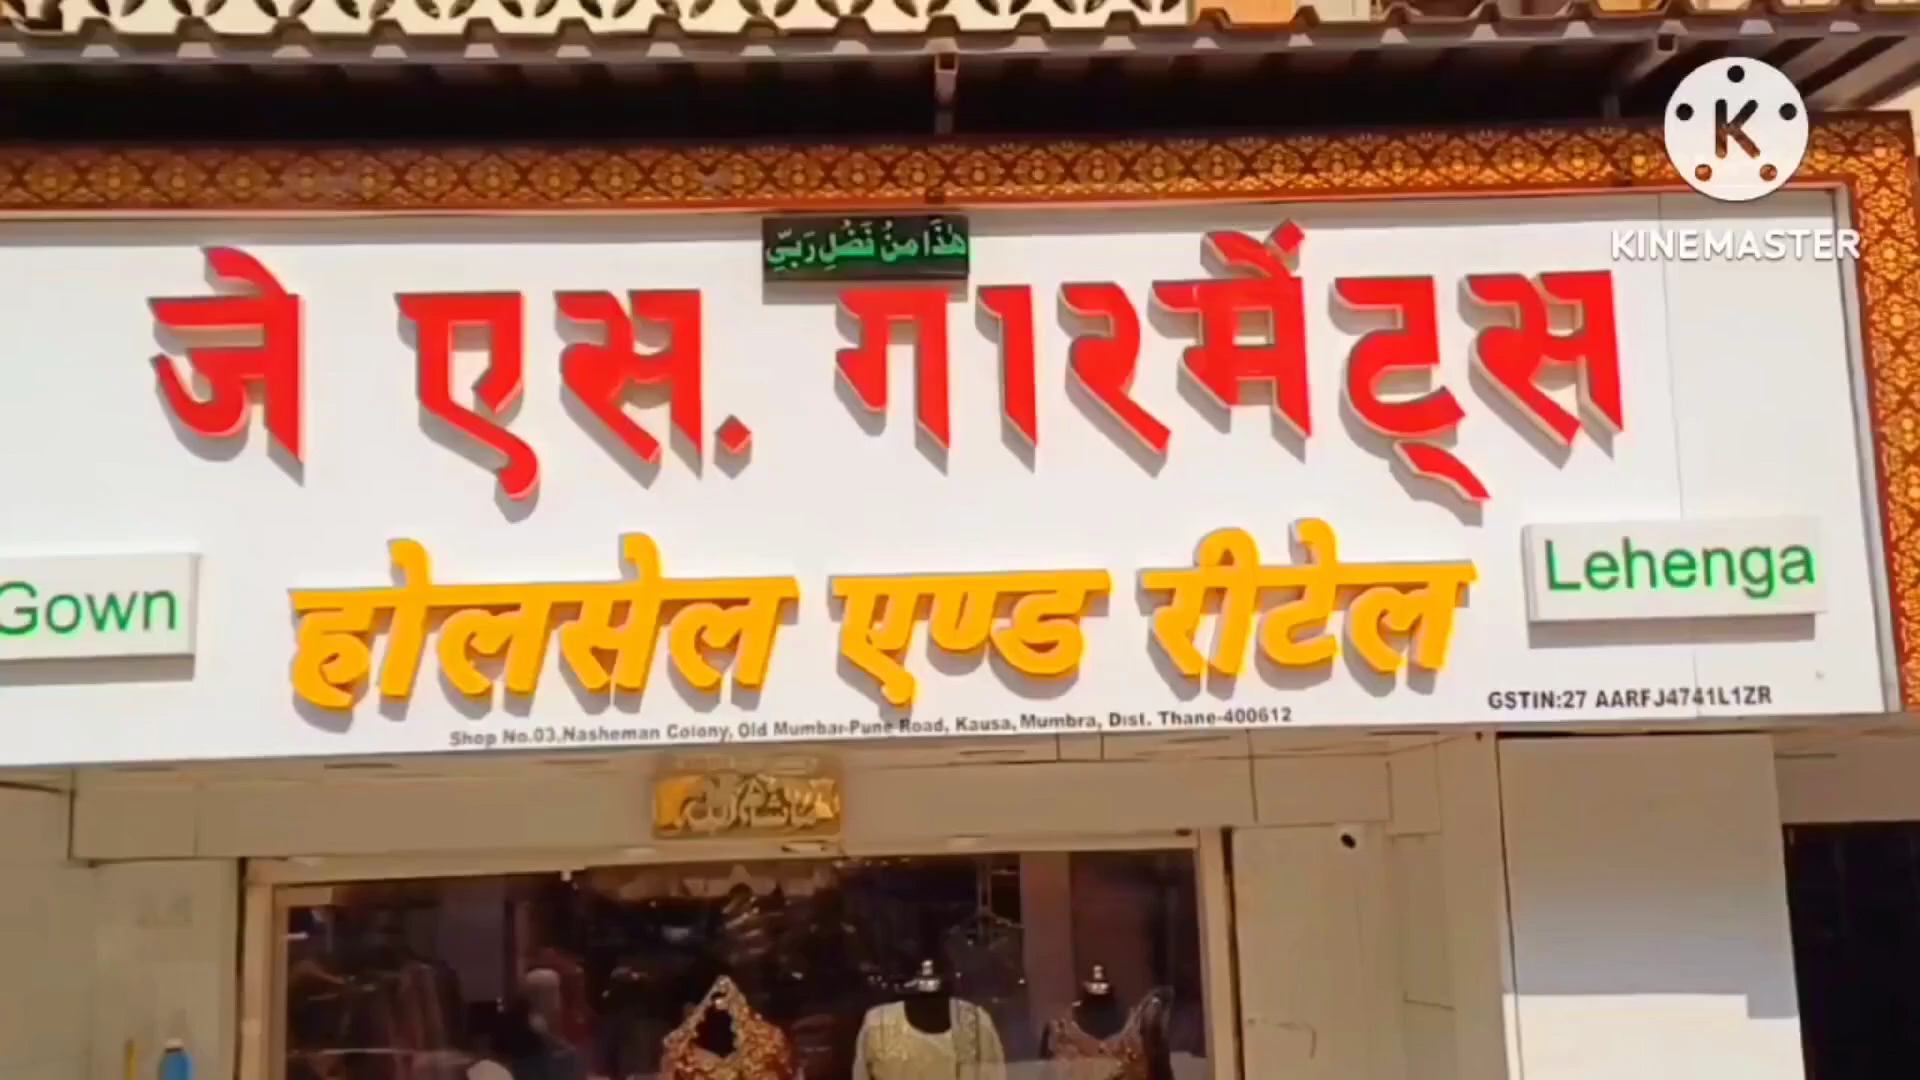 K
KINEMASTER
هٰذَا مِنْ فَضْلِ رَبِّي
जे एस. गारमेंट्स
Gown
होलसेल एण्ड रीटेल
Lehenga
GSTIN:27 AARFJ4741L1ZR
Shop No.03,Nasheman Colony, Old Mumbai-Pune Road, Kausa, Mumbra, Dist. Thane-400612
ماشاءاللہ